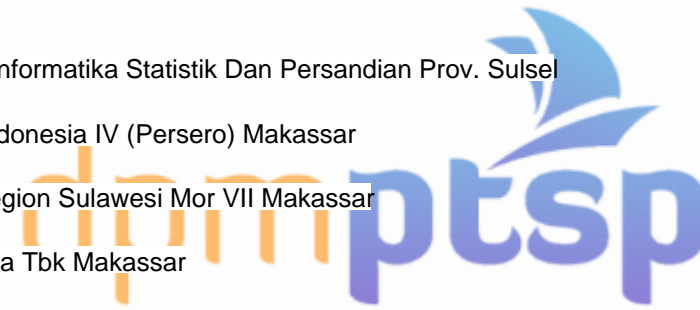 nformatika Statistik Dan Persandian Prov. Sulsel
donesia IV (Persero) Makassar
egion Sulawesi Mor VII Makassar
a Tbk Makassar
dpmptsp